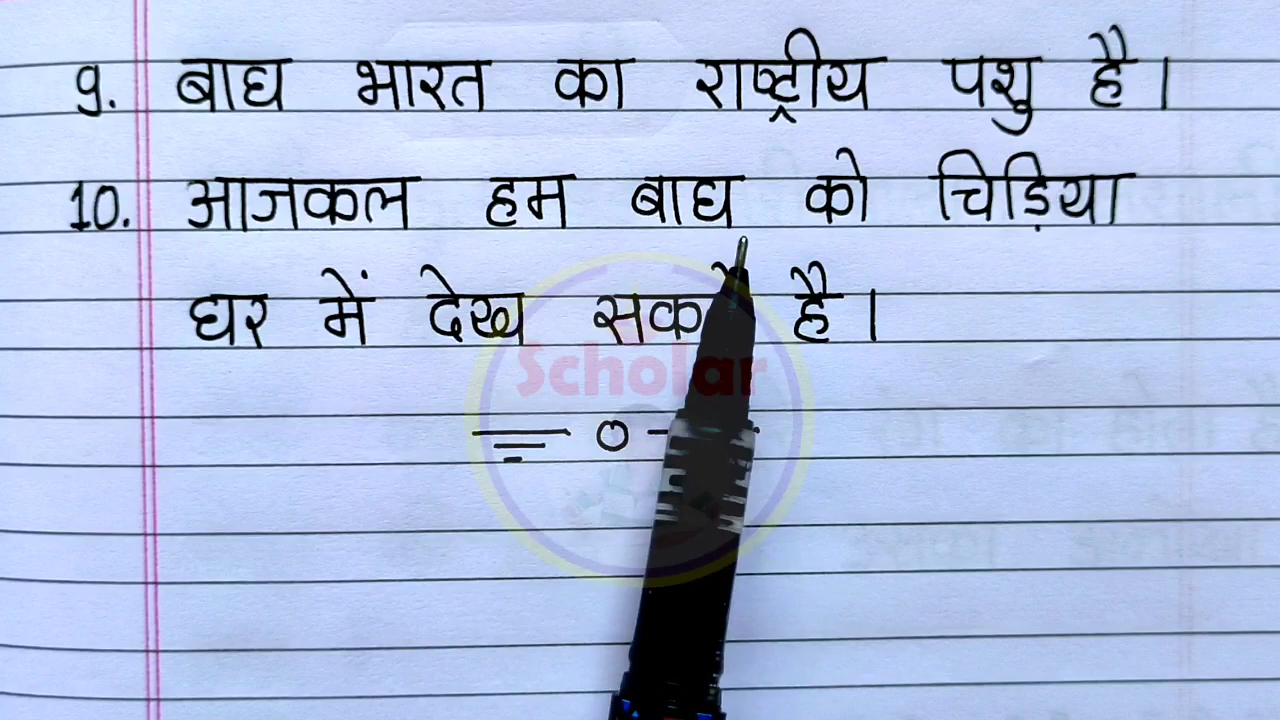 9. बाघ भारत का राष्ट्रीय पशु है।
10. आजकल हम बाघ को चिड़िया
घर में देख है।
Scholar